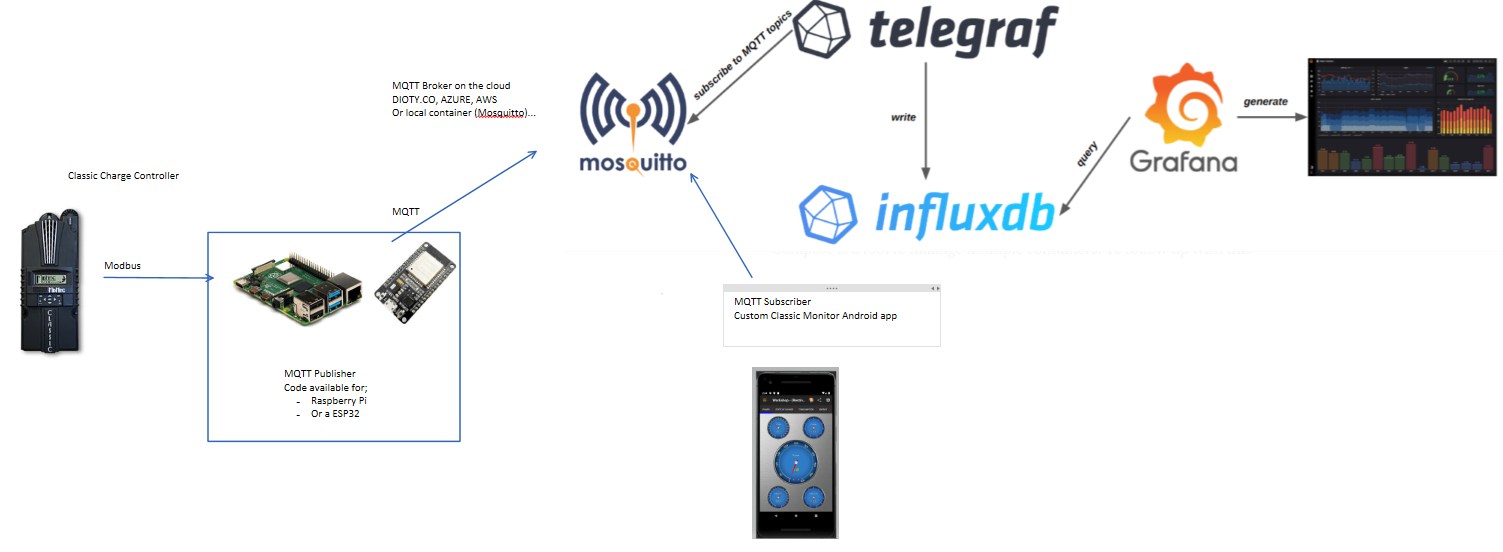 telegraf
subscribe to MQTT topics
MQTT Broker on the cloud
DIOTY.CO, AZURE, AWS
Or local container (Mosquitto)...
mosquitto
write
query
Grafana
generate
Classic Charge Controller
influxdb
MQTT
Modbus
CLASSIC
MQTT Subscriber
Custom Classic Monitor Android app
MQTT Publisher
Code available for;
- Raspberry Pi
- Or a ESP32